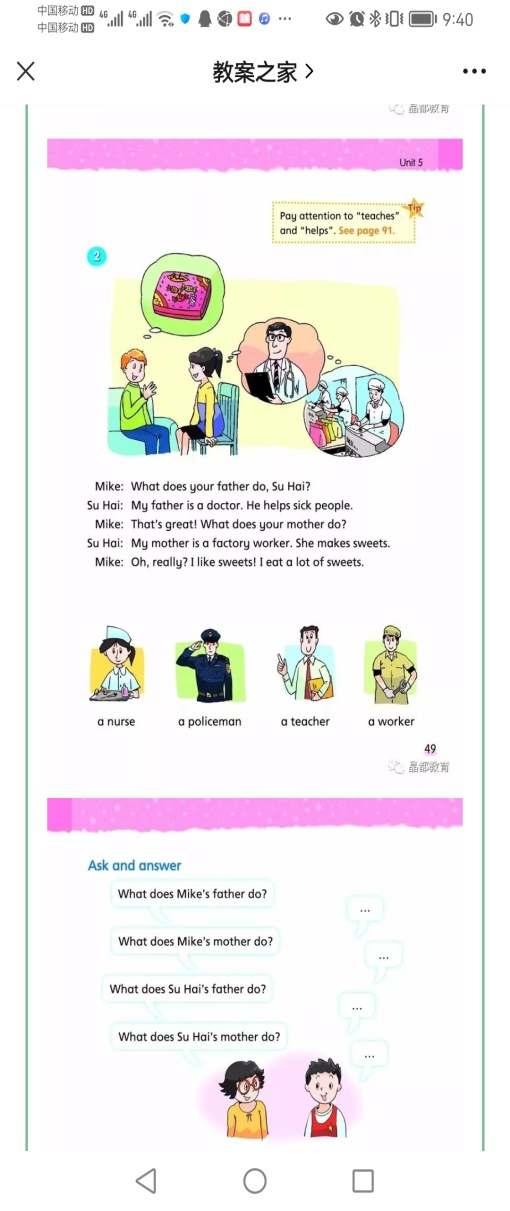 中国移动 HD 4G 4G 9:40
中国移动 HD
教案之家
晶都教育
Unit 5
Tip
Pay attention to “teaches”
and “helps”. See page 91.
2
Mike: What does your father do, Su Hai?
Su Hai: My father is a doctor. He helps sick people.
Mike: That's great! What does your mother do?
Su Hai: My mother is a factory worker. She makes sweets.
Mike: Oh, really? I like sweets! I eat a lot of sweets.
a nurse a policeman a teacher a worker
49
晶都教育
Ask and answer
What does Mike's father do?
...
What does Mike's mother do?
...
What does Su Hai's father do?
...
What does Su Hai's mother do?
...